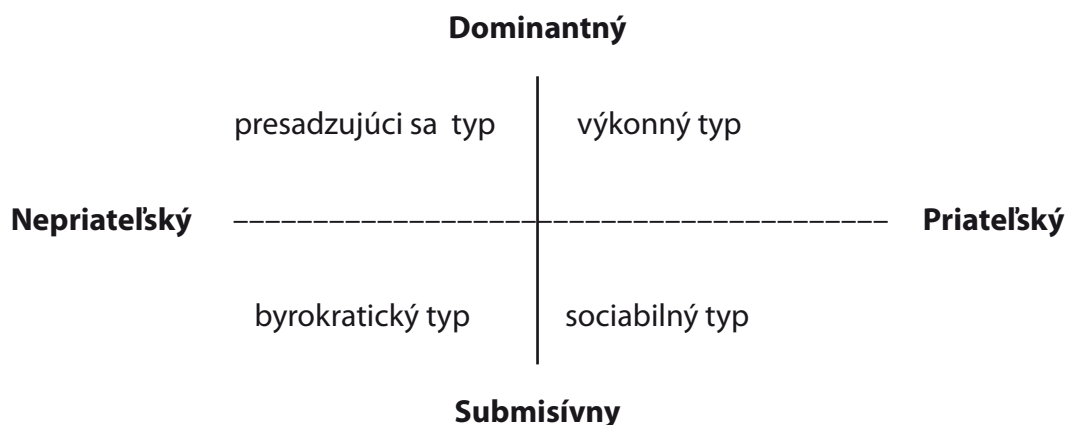 Dominantný
presadzujúci sa typ výkonný typ
Nepriateľský Priateľský
byrokratický typ sociabilný typ
Submisívny